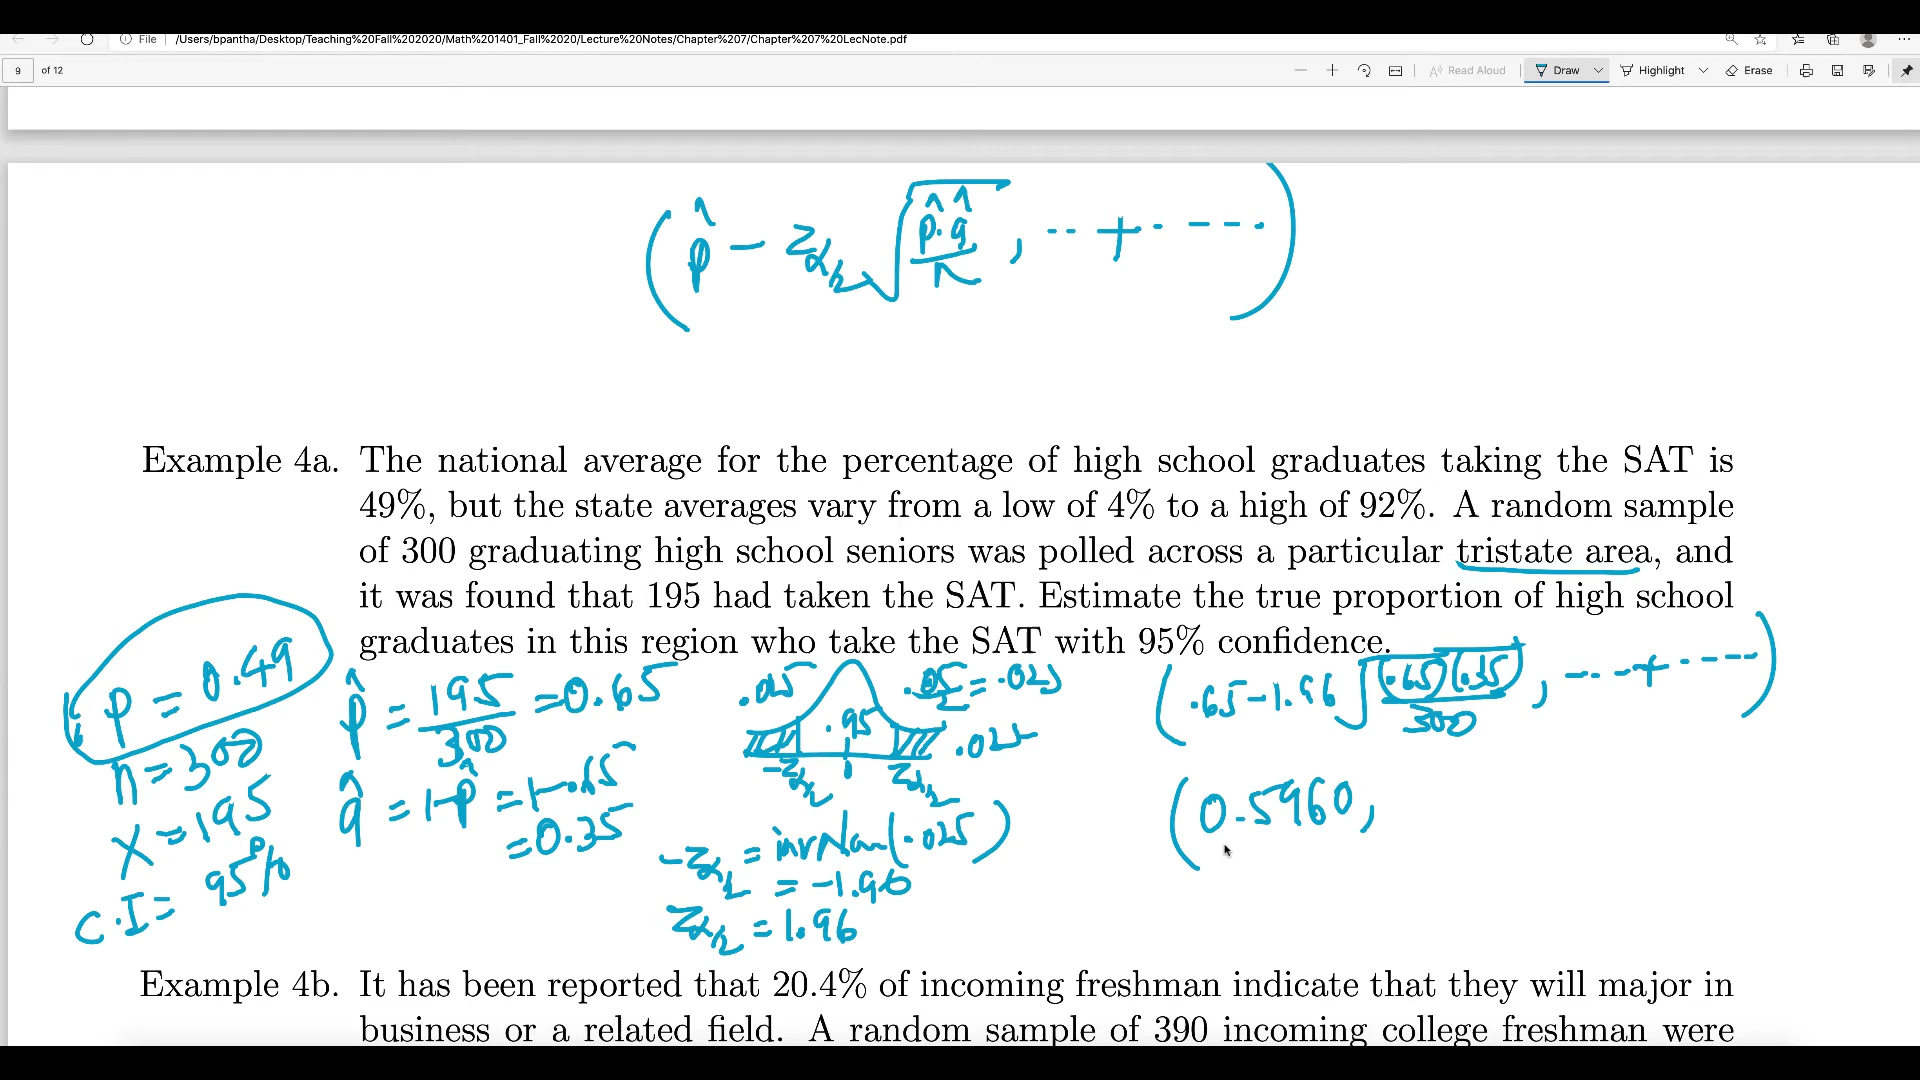 File /Users/bpantha/Desktop/Teaching%20Fall%202020/Math%201401_Fall%2020/Lecture%20Notes/Chapter%207/Chapter%207%20LecNote.pdf
9 of 12 Read Aloud Draw Highlight Erase
(p̂ − z_{α/2} √(p̂·q̂/n), -- + - ---)
Example 4a. The national average for the percentage of high school graduates taking the SAT is
49%, but the state averages vary from a low of 4% to a high of 92%. A random sample
of 300 graduating high school seniors was polled across a particular tristate area, and
it was found that 195 had taken the SAT. Estimate the true proportion of high school
graduates in this region who take the SAT with 95% confidence.
p = 0.49
n = 300
X = 195
C.I = 95%
p̂ = 195/300 = 0.65
q̂ = 1-p̂ = 1-.65
= 0.35
.025 .05/2 = .025
.95 .025
-z_{α/2} 0 z_{α/2}
-z_{α/2} = invNorm(.025)
= -1.96
z_{α/2} = 1.96
(.65-1.96 √((.65)(.35)/300), --- + - ---)
(0.5960,
Example 4b. It has been reported that 20.4% of incoming freshman indicate that they will major in
business or a related field. A random sample of 390 incoming college freshman were